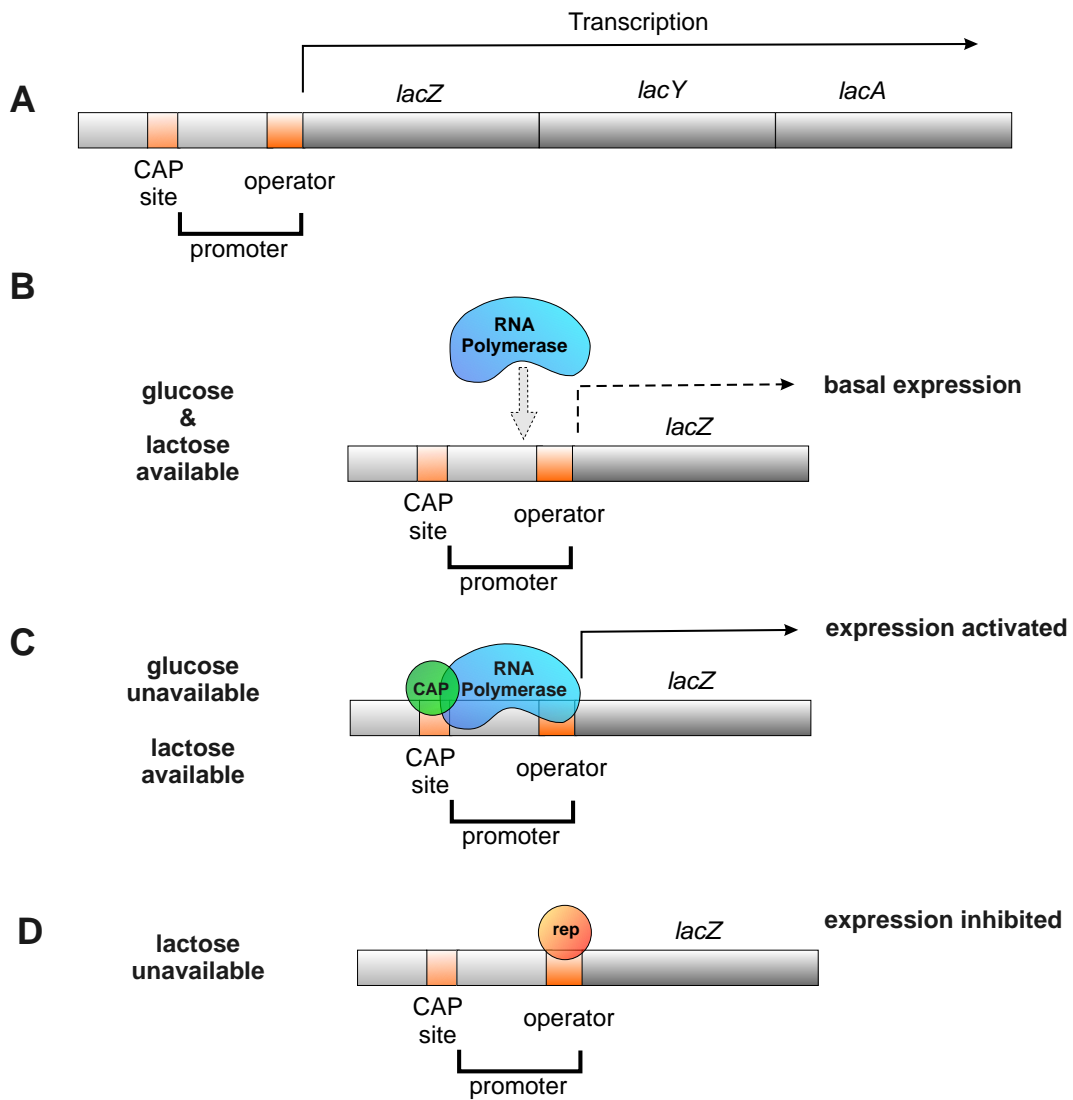 Transcription
A
lacZ
lacY
lacA
CAP
site
operator
promoter
B
RNA
Polymerase
glucose
&
lactose
available
basal expression
lacZ
CAP
site
operator
promoter
C
expression activated
glucose
unavailable
lactose
available
CAP
RNA
Polymerase
lacZ
CAP
site
operator
promoter
D
lactose
unavailable
rep
lacZ
expression inhibited
CAP
site
operator
promoter